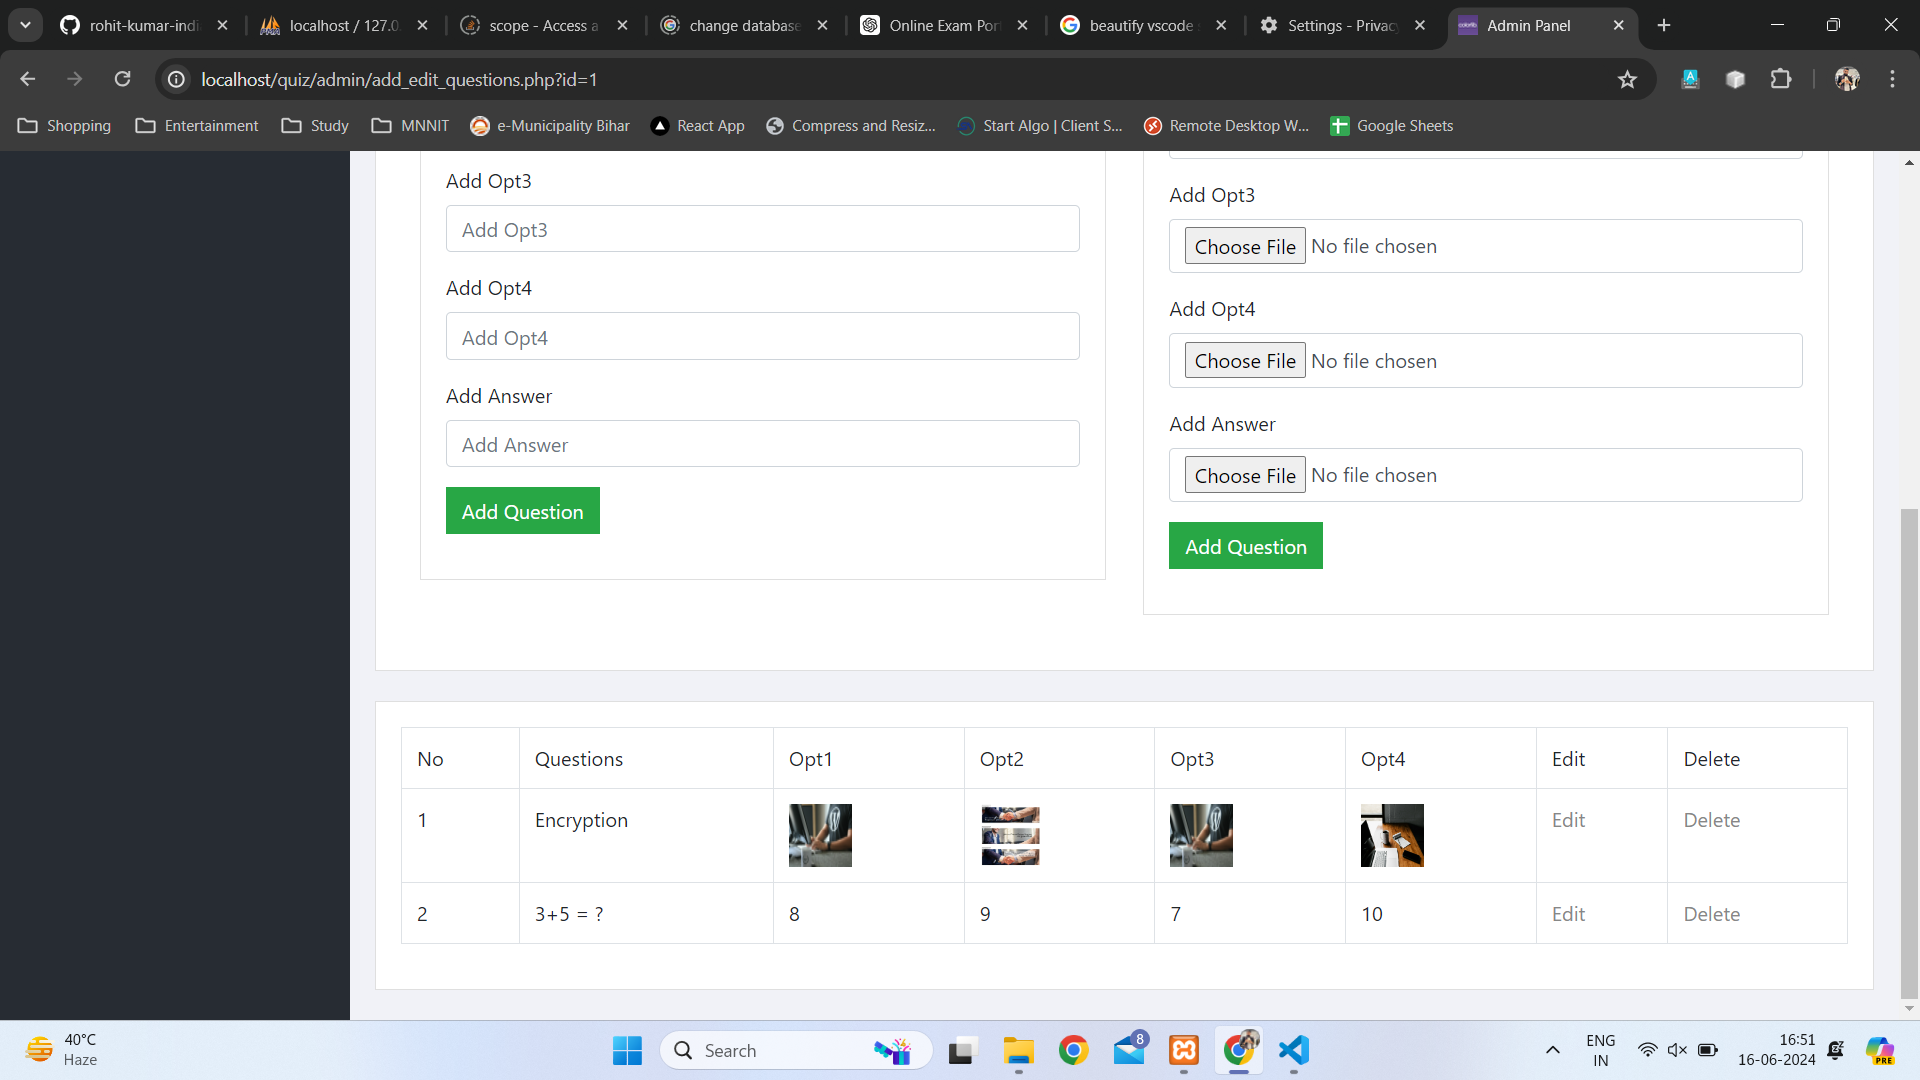 rohit-kumar-indi
localhost / 127.0.
scope - Access a
change database
Online Exam Port
beautify vscode
Settings - Privacy
Admin Panel
localhost/quiz/admin/add_edit_questions.php?id=1
Shopping
Entertainment
Study
MNNIT
e-Municipality Bihar
React App
Compress and Resiz...
Start Algo | Client S...
Remote Desktop W...
Google Sheets
Add Opt3
Add Opt3
Add Opt4
Add Opt4
Add Answer
Add Answer
Add Question
Add Opt3
Choose File No file chosen
Add Opt4
Choose File No file chosen
Add Answer
Choose File No file chosen
Add Question
No Questions Opt1 Opt2 Opt3 Opt4 Edit Delete
1 Encryption Edit Delete
2 3+5 = ? 8 9 7 10 Edit Delete
40°C
Haze
Search
8
ENG
IN
16:51
16-06-2024
PRE